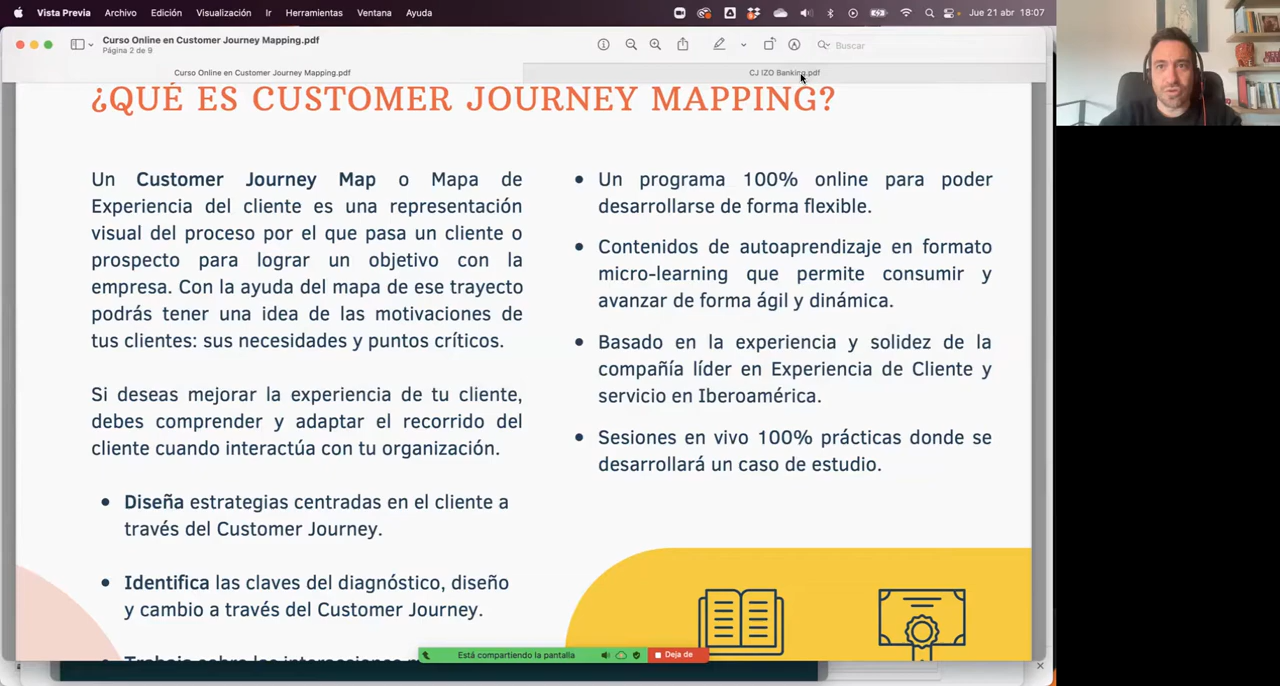 Vista Previa Archivo Edición Visualización Ir Herramientas Ventana Ayuda Jue 21 abr 18:07
Curso Online en Customer Journey Mapping.pdf
Página 2 de 9
Buscar
Curso Online en Customer Journey Mapping.pdf
CJ IZO Banking.pdf
¿QUÉ ES CUSTOMER JOURNEY MAPPING?
Un Customer Journey Map o Mapa de
Experiencia del cliente es una representación
visual del proceso por el que pasa un cliente o
prospecto para lograr un objetivo con la
empresa. Con la ayuda del mapa de ese trayecto
podrás tener una idea de las motivaciones de
tus clientes: sus necesidades y puntos críticos.
Si deseas mejorar la experiencia de tu cliente,
debes comprender y adaptar el recorrido del
cliente cuando interactúa con tu organización.
• Diseña estrategias centradas en el cliente a
través del Customer Journey.
• Identifica las claves del diagnóstico, diseño
y cambio a través del Customer Journey.
• Un programa 100% online para poder
desarrollarse de forma flexible.
• Contenidos de autoaprendizaje en formato
micro-learning que permite consumir y
avanzar de forma ágil y dinámica.
• Basado en la experiencia y solidez de la
compañía líder en Experiencia de Cliente y
servicio en Iberoamérica.
• Sesiones en vivo 100% prácticas donde se
desarrollará un caso de estudio.
Está compartiendo la pantalla
Deja de